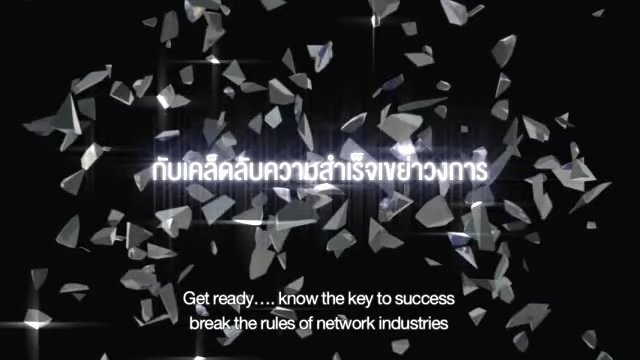 กับเคล็ดลับความสำเร็จเขย่าวงการ
Get ready.... know the key to success
break the rules of network industries